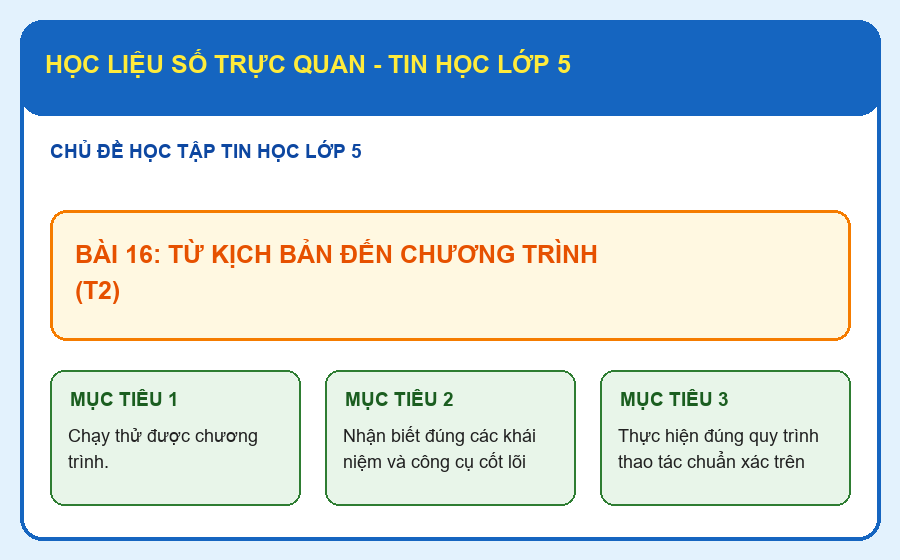 HỌC LIỆU SỐ TRỰC QUAN - TIN HỌC LỚP 5
CHỦ ĐỀ HỌC TẬP TIN HỌC LỚP 5
BÀI 16: TỪ KỊCH BẢN ĐẾN CHƯƠNG TRÌNH
(T2)
MỤC TIÊU 1
Chạy thử được chương
trình.
MỤC TIÊU 2
Nhận biết đúng các khái
niệm và công cụ cốt lõi
MỤC TIÊU 3
Thực hiện đúng quy trình
thao tác chuẩn xác trên